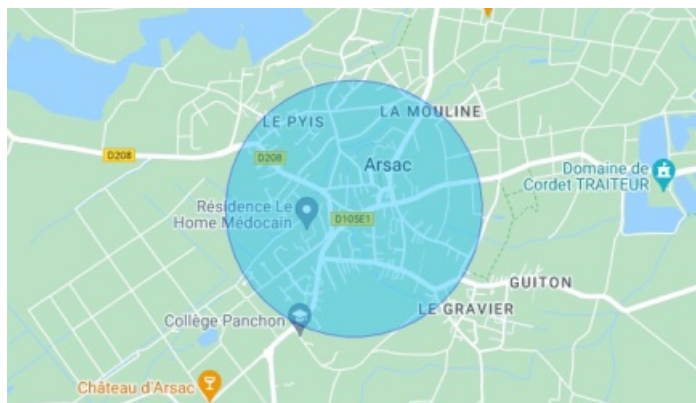 LA MOULINE
LE PYIS
D208
D208
Arsac
Domaine de
Cordet TRAITEUR
Résidence Le
Home Médocain
D105E1
GUITON
LE GRAVIER
Collège Panchon
Château d'Arsac